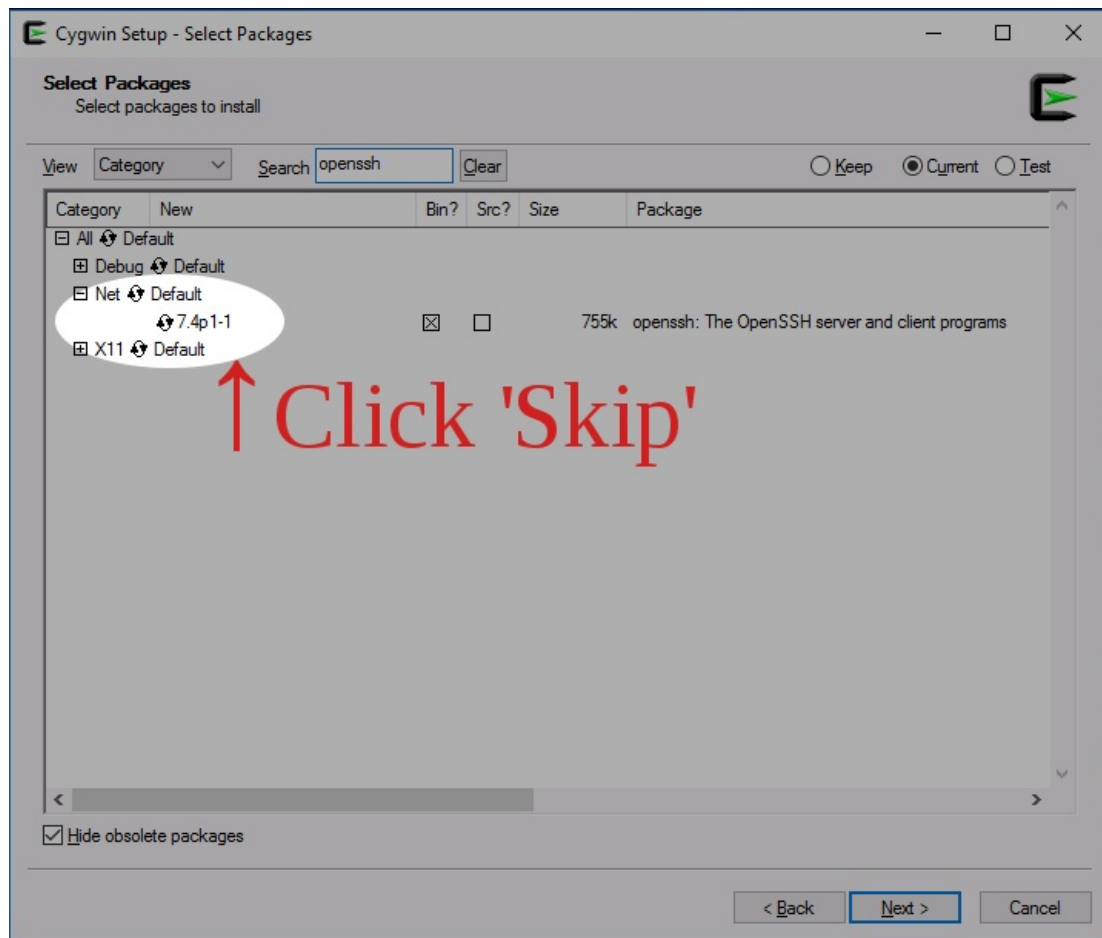 Cygwin Setup - Select Packages
Select Packages
Select packages to install
View Category Search openssh Clear Keep Current Test
Category New Bin? Src? Size Package
All Default
Debug Default
Net Default
7.4p1-1 755k openssh: The OpenSSH server and client programs
X11 Default
↑ Click 'Skip'
Hide obsolete packages
< Back Next > Cancel